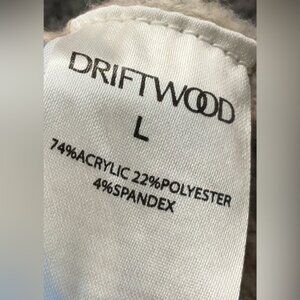 DRIFTWOOD
L
74%ACRYLIC 22%POLYESTER
4%SPANDEX